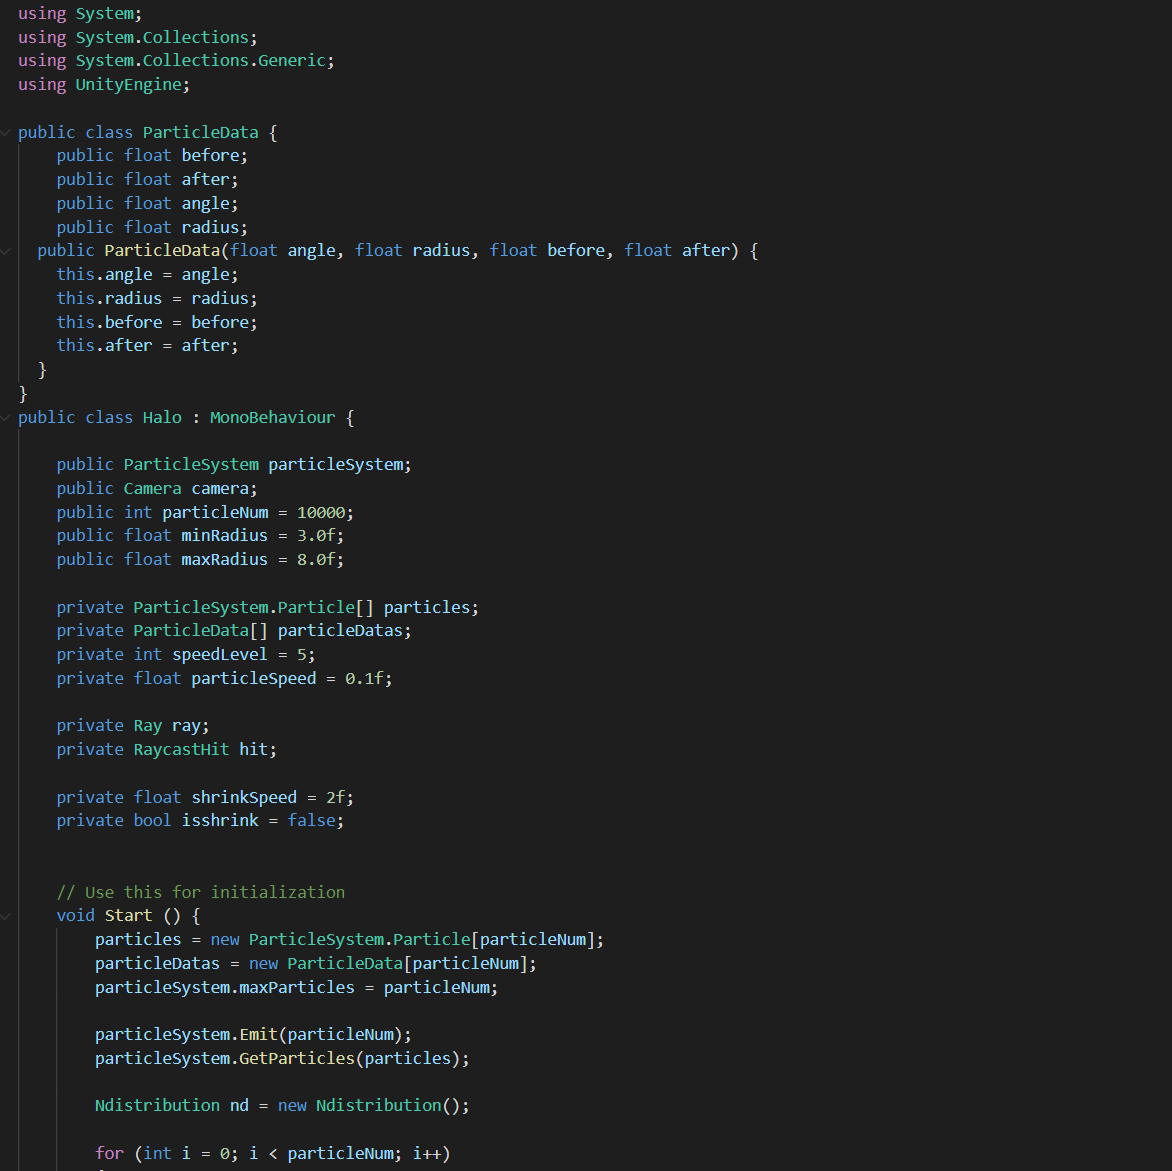 using System;
using System.Collections;
using System.Collections.Generic;
using UnityEngine;
public class ParticleData {
public float before;
public float after;
public float angle;
public float radius;
public ParticleData(float angle, float radius, float before, float after) {
this.angle = angle;
this.radius = radius;
this.before = before;
this.after = after;
}
}
public class Halo : MonoBehaviour {
public ParticleSystem particleSystem;
public Camera camera;
public int particleNum = 10000;
public float minRadius = 3.0f;
public float maxRadius = 8.0f;
private ParticleSystem.Particle[] particles;
private ParticleData[] particleDatas;
private int speedLevel = 5;
private float particleSpeed = 0.1f;
private Ray ray;
private RaycastHit hit;
private float shrinkSpeed = 2f;
private bool isshrink = false;
// Use this for initialization
void Start () {
particles = new ParticleSystem.Particle[particleNum];
particleDatas = new ParticleData[particleNum];
particleSystem.maxParticles = particleNum;
particleSystem.Emit(particleNum);
particleSystem.GetParticles(particles);
Ndistribution nd = new Ndistribution();
for (int i = 0; i < particleNum; i++)